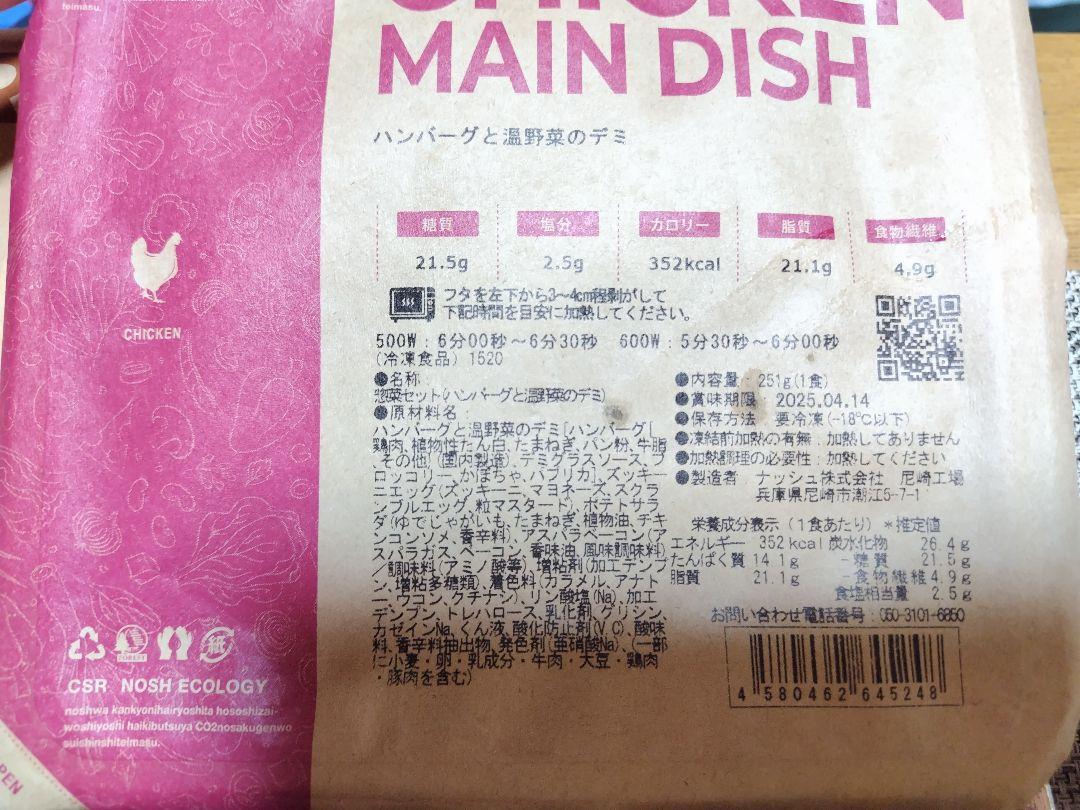 teimasu.
CHICKEN
MAIN DISH
ハンバーグと温野菜のデミ
糖質 塩分 カロリー 脂質 食物繊維
21.5g 2.5g 352kcal 21.1g 4.9g
フタを左下から3〜4cm程剥がして
下記時間を目安に加熱してください。
500W：6分00秒〜6分30秒 600W：5分30秒〜6分00秒
(冷凍食品) 1520
●名称：
惣菜セット(ハンバーグと温野菜のデミ)
●原材料名：
ハンバーグと温野菜のデミ[ハンバーグ[
鶏肉、植物性たん白、たまねぎ、パン粉、牛脂
、その他](国内製造)、デミグラスソース、ブ
ロッコリー、かぼちゃ、パプリカ]、ズッキー
ニエッグ(ズッキーニ、マヨネーズ、スクラ
ンブルエッグ、粒マスタード)、ポテトサラ
ダ(ゆでじゃがいも、たまねぎ、植物油、チキ
ンコンソメ、香辛料)、アスパラベーコン(ア
スパラガス、ベーコン、香味油、風味調味料)
/調味料(アミノ酸等)、増粘剤(加工デンプ
ン、増粘多糖類)、着色料(カラメル、アナト
ー、ウコン、クチナシ)、リン酸塩(Na)、加工
デンプン、トレハロース、乳化剤、グリシン、
カゼインNa、くん液、酸化防止剤(V.C)、酸味
料、香辛料抽出物、発色剤(亜硝酸Na)、(一部
に小麦・卵・乳成分・牛肉・大豆・鶏肉
・豚肉を含む)
●内容量：251g(1食)
●賞味期限：2025.04.14
●保存方法：要冷凍(-18℃以下)
●凍結前加熱の有無：加熱してありません
●加熱調理の必要性：加熱してください
●製造者：ナッシュ株式会社 尼崎工場
兵庫県尼崎市潮江5-7-1
栄養成分表示（1食あたり）＊推定値
エネルギー 352kcal 炭水化物 26.4g
たんぱく質 14.1g -糖質 21.5g
脂質 21.1g -食物繊維 4.9g
食塩相当量 2.5g
お問い合わせ電話番号：050-3101-6850
4 580462 645248
CHICKEN
FOREST
紙
CSR NOSH ECOLOGY
noshwa kankyonihairyoshita hososhizai-
woshiyoshi haikibutsuya CO2nosakugenwo
suishinshiteimasu.
PEN